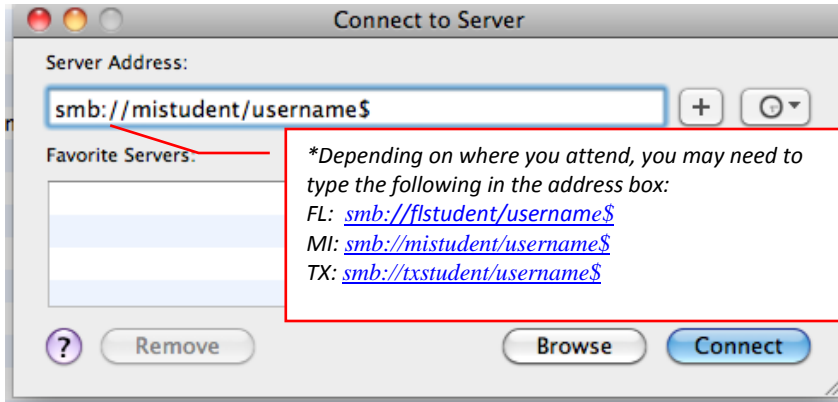 Connect to Server
Server Address:
smb://mistudent/username$
+
Favorite Servers:
*Depending on where you attend, you may need to
type the following in the address box:
FL: smb://flstudent/username$
MI: smb://mistudent/username$
TX: smb://txstudent/username$
?
Remove
Browse
Connect